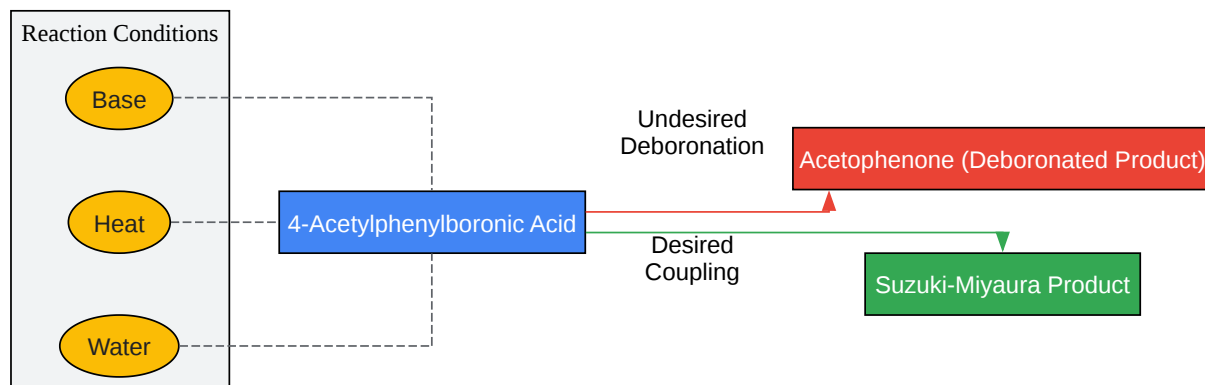 Reaction Conditions
Base
Heat
Water
4-Acetylphenylboronic Acid
Undesired
Deboronation
Desired
Coupling
Acetophenone (Deboronated Product)
Suzuki-Miyaura Product